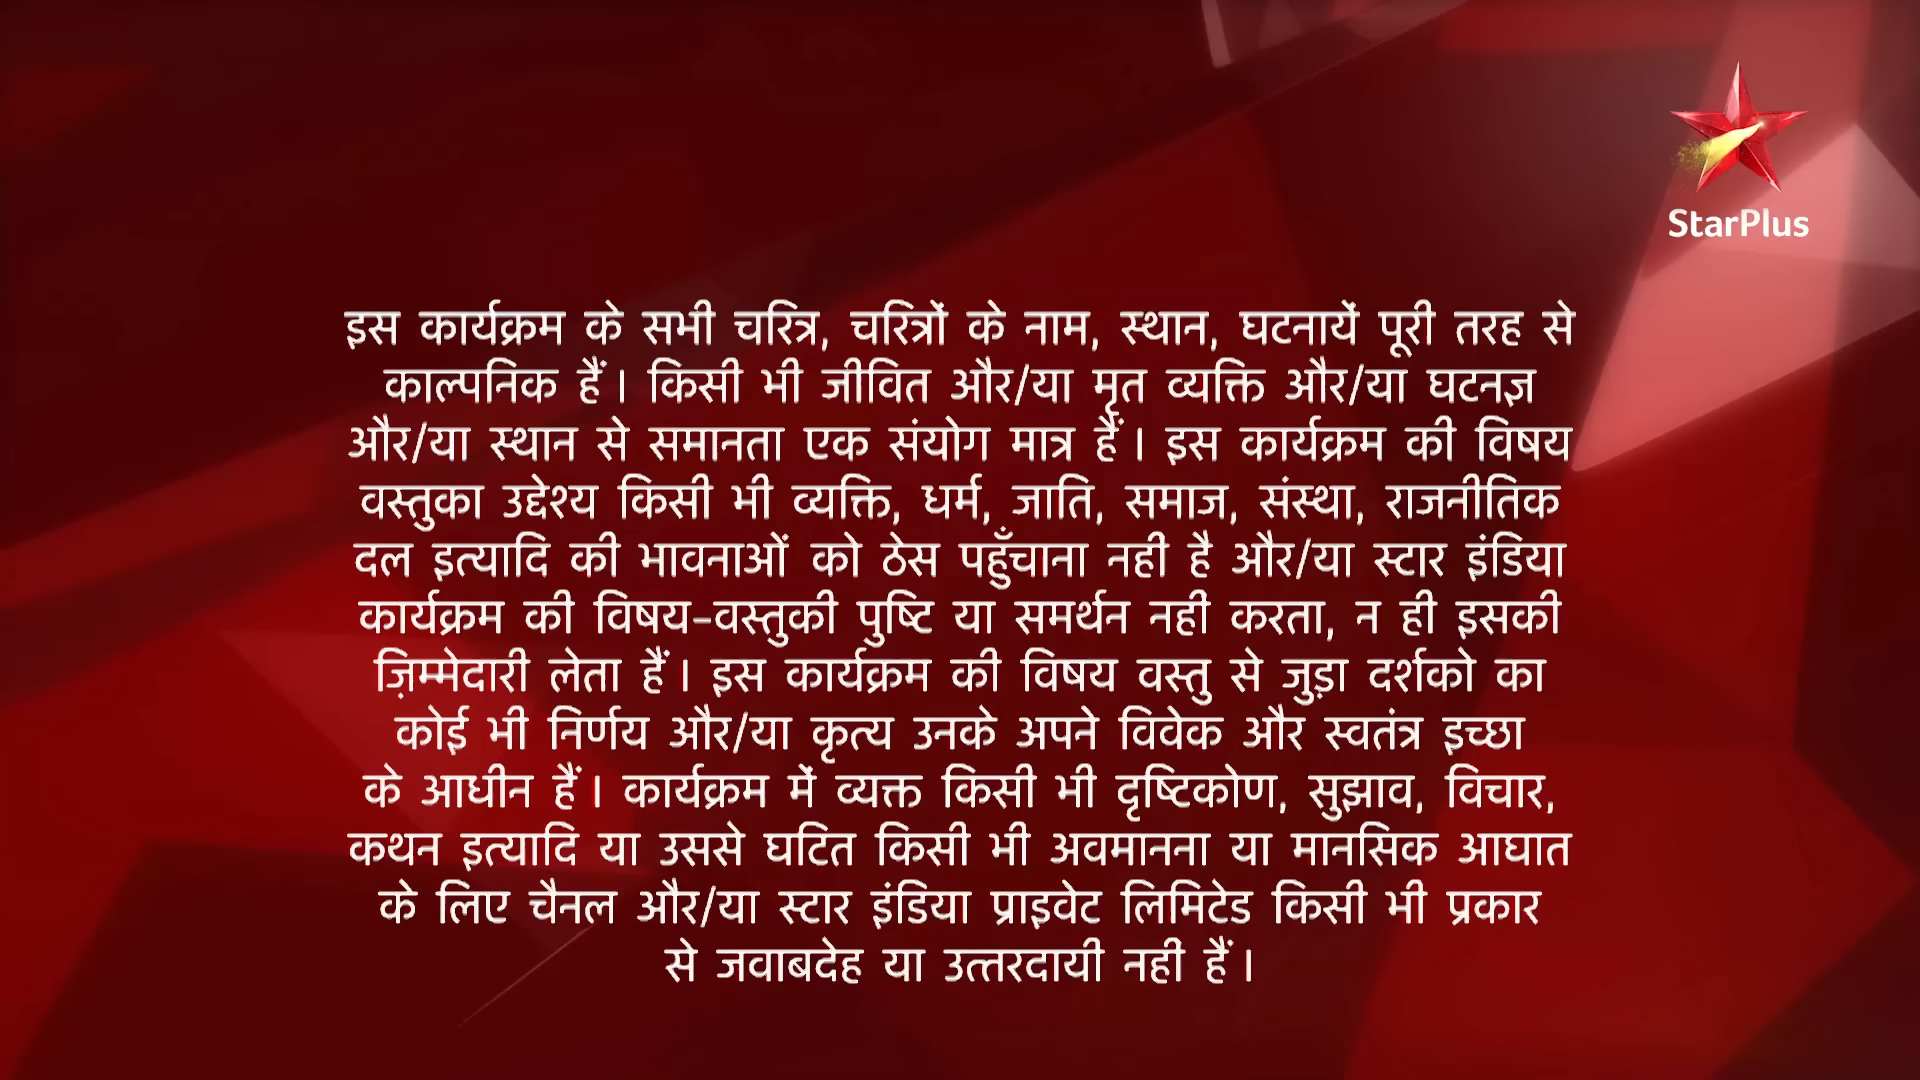 StarPlus
इस कार्यक्रम के सभी चरित्र, चरित्रों के नाम, स्थान, घटनायें पूरी तरह से
काल्पनिक हैं। किसी भी जीवित और/या मृत व्यक्ति और/या घटनज्ञ
और/या स्थान से समानता एक संयोग मात्र हैं। इस कार्यक्रम की विषय
वस्तुका उद्देश्य किसी भी व्यक्ति, धर्म, जाति, समाज, संस्था, राजनीतिक
दल इत्यादि की भावनाओं को ठेस पहुँचाना नही है और/या स्टार इंडिया
कार्यक्रम की विषय-वस्तुकी पुष्टि या समर्थन नही करता, न ही इसकी
ज़िम्मेदारी लेता हैं। इस कार्यक्रम की विषय वस्तु से जुड़ा दर्शको का
कोई भी निर्णय और/या कृत्य उनके अपने विवेक और स्वतंत्र इच्छा
के आधीन हैं। कार्यक्रम में व्यक्त किसी भी दृष्टिकोण, सुझाव, विचार,
कथन इत्यादि या उससे घटित किसी भी अवमानना या मानसिक आघात
के लिए चैनल और/या स्टार इंडिया प्राइवेट लिमिटेड किसी भी प्रकार
से जवाबदेह या उत्तरदायी नही हैं।